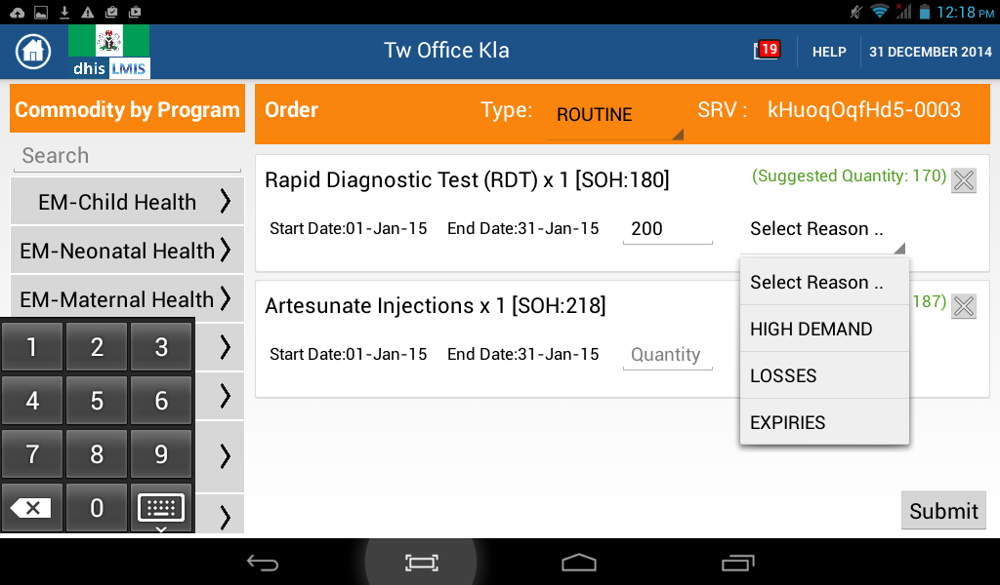 12:18 PM
dhis LMIS
Tw Office Kla
19
HELP
31 DECEMBER 2014
Commodity by Program
Search
EM-Child Health
EM-Neonatal Health
EM-Maternal Health
Order
Type:
ROUTINE
SRV :
kHuoqOqfHd5-0003
Rapid Diagnostic Test (RDT) x 1 [SOH:180]
(Suggested Quantity: 170)
Start Date:01-Jan-15
End Date:31-Jan-15
200
Select Reason ..
Select Reason ..
HIGH DEMAND
LOSSES
EXPIRIES
Artesunate Injections x 1 [SOH:218]
187)
Start Date:01-Jan-15
End Date:31-Jan-15
Quantity
1 2 3
4 5 6
7 8 9
0
Submit